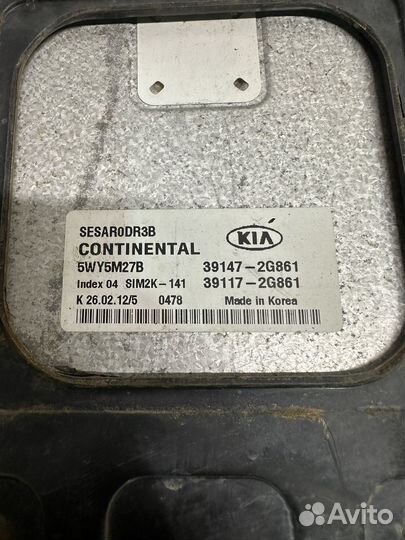 SESAR0DR3B
CONTINENTAL KIA
5WY5M27B 39147-2G861
Index 04 SIM2K-141 39117-2G861
K 26.02.12/5 0478 Made in Korea
Avito